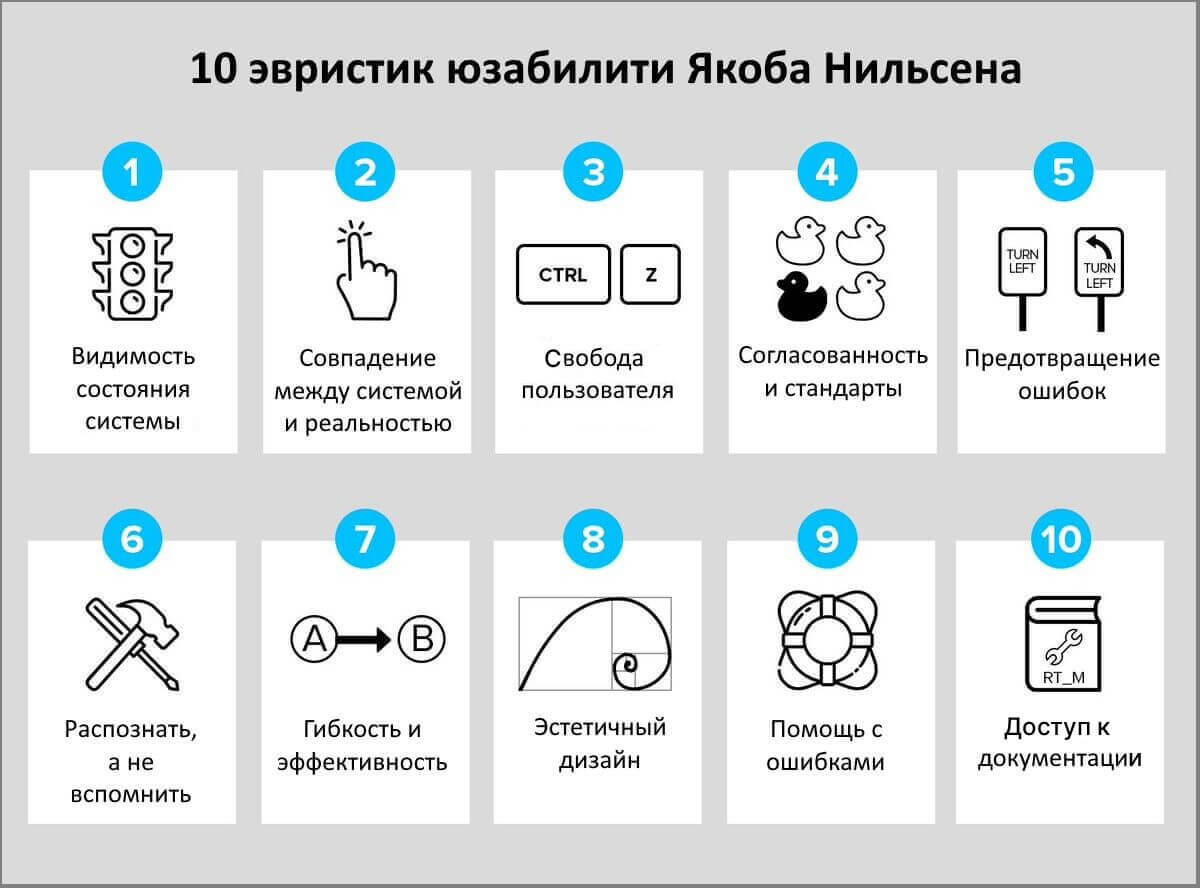 10 эвристик юзабилити Якоба Нильсена
1
Видимость
состояния
системы
2
Совпадение
между системой
и реальностью
3
CTRL
Z
Свобода
пользователя
4
Согласованность
и стандарты
5
TURN
LEFT
TURN
LEFT
Предотвращение
ошибок
6
Распознать,
а не
вспомнить
7
A
B
Гибкость и
эффективность
8
Эстетичный
дизайн
9
Помощь с
ошибками
10
RT_M
Доступ к
документации